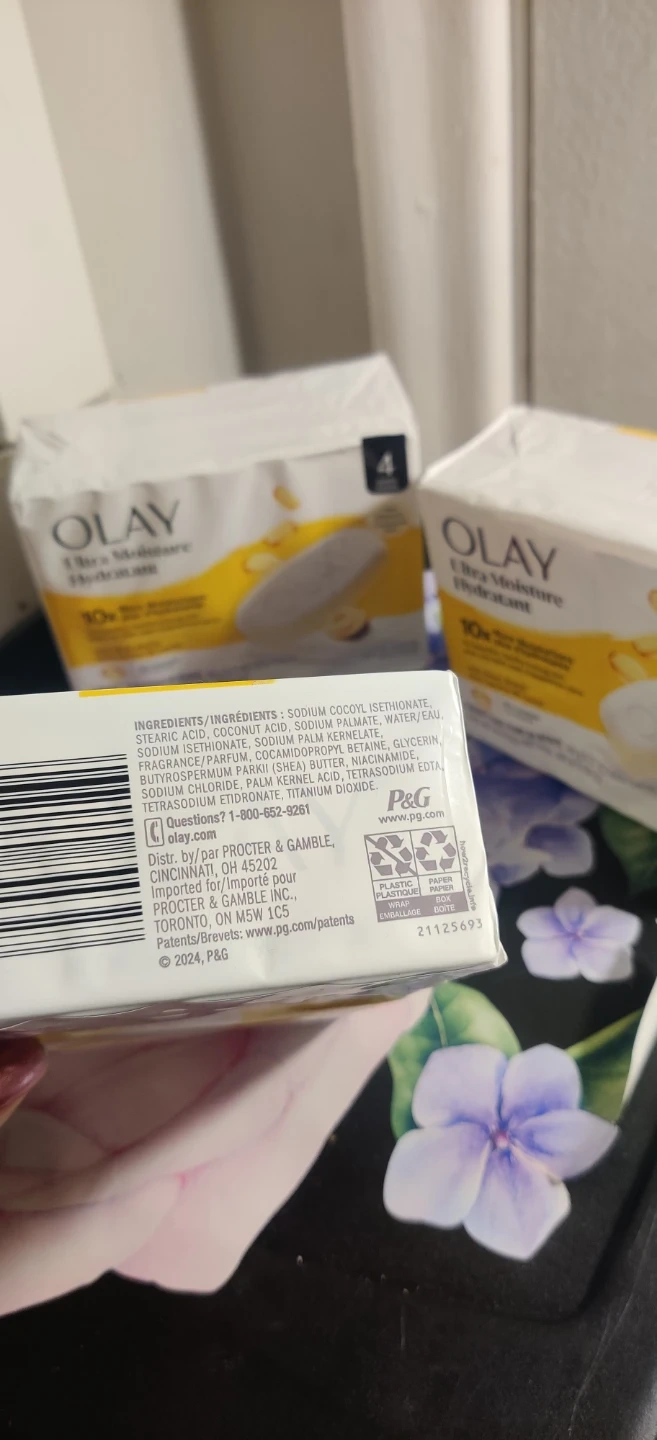 4
OLAY
Ultra Moisture
Hydratant
10x
OLAY
Ultra Moisture
Hydratant
10x
INGREDIENTS/INGRÉDIENTS : SODIUM COCOYL ISETHIONATE,
STEARIC ACID, COCONUT ACID, SODIUM PALMATE, WATER/EAU,
SODIUM ISETHIONATE, SODIUM PALM KERNELATE,
FRAGRANCE/PARFUM, COCAMIDOPROPYL BETAINE, GLYCERIN,
BUTYROSPERMUM PARKII (SHEA) BUTTER, NIACINAMIDE,
SODIUM CHLORIDE, PALM KERNEL ACID, TETRASODIUM EDTA,
TETRASODIUM ETIDRONATE, TITANIUM DIOXIDE.
Questions? 1-800-652-9261
olay.com
Distr. by/par PROCTER & GAMBLE,
CINCINNATI, OH 45202
Imported for/Importé pour
PROCTER & GAMBLE INC.,
TORONTO, ON M5W 1C5
Patents/Brevets: www.pg.com/patents
© 2024, P&G
P&G
www.pg.com
PLASTIC PAPER
PLASTIQUE PAPIER
WRAP BOX
EMBALLAGE BOÎTE
how2recycle.info
21125693